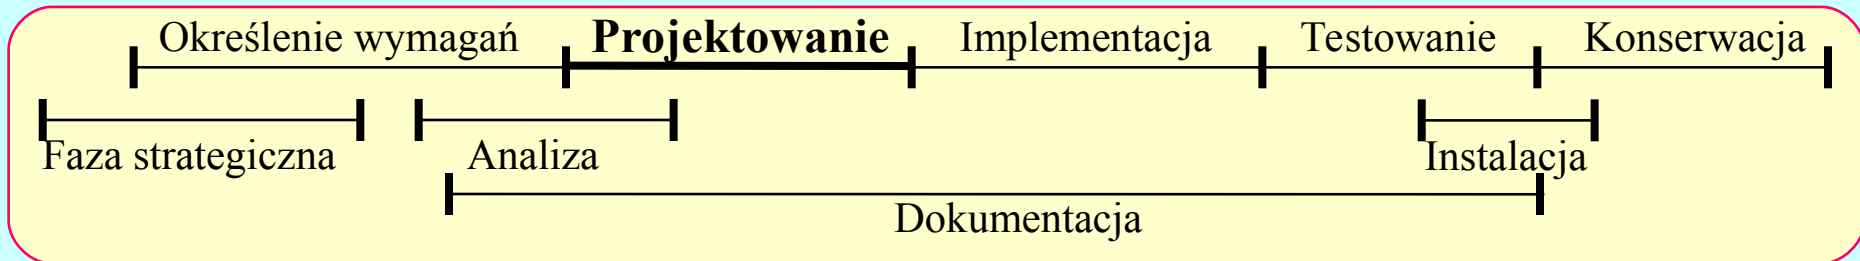 Określenie wymagań Projektowanie Implementacja Testowanie Konserwacja
Faza strategiczna Analiza Instalacja
Dokumentacja